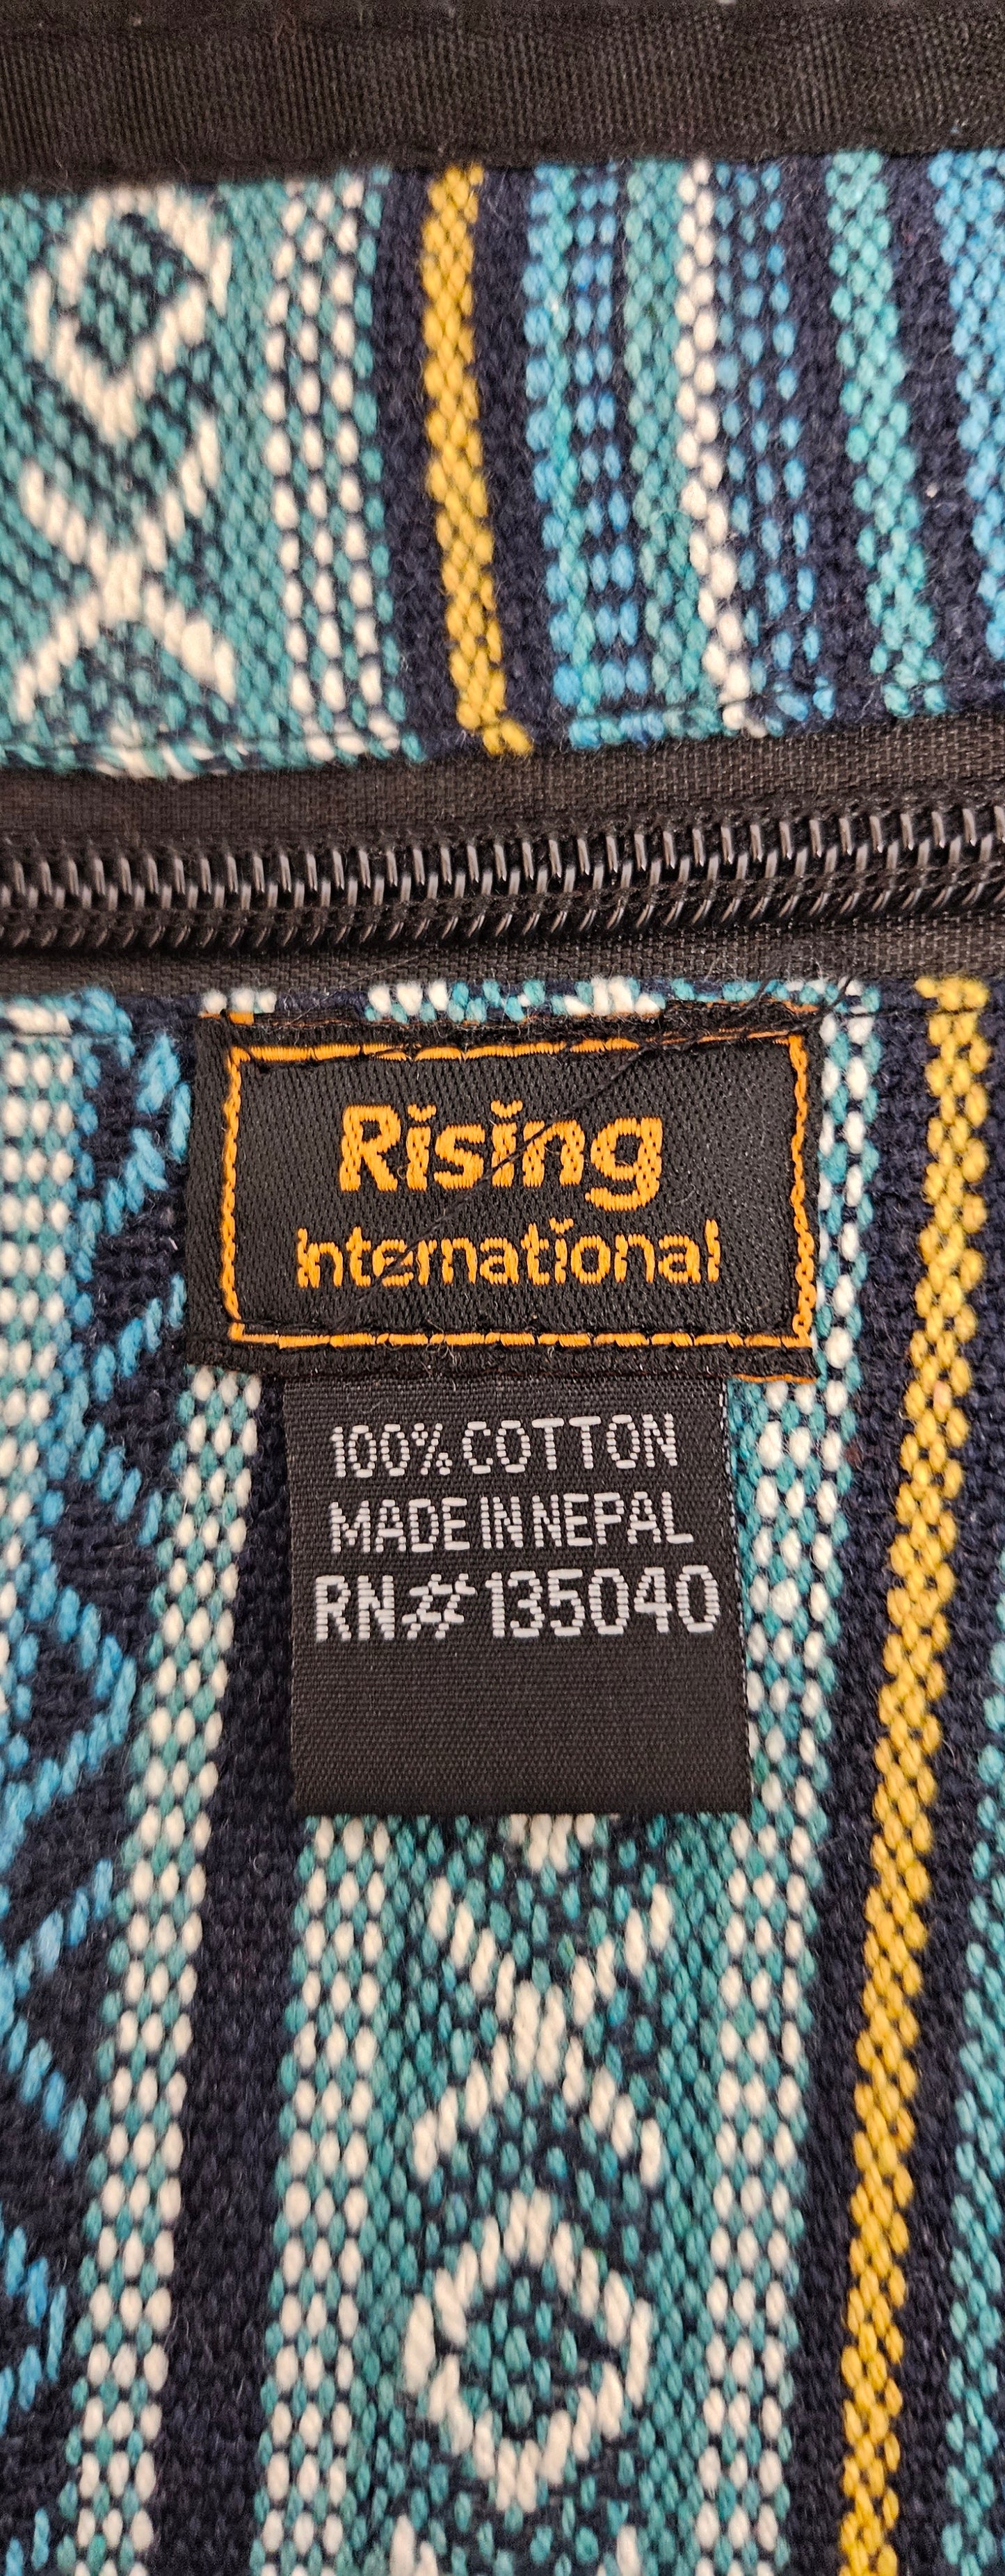 Rising
International
100% COTTON
MADE IN NEPAL
RN# 135040